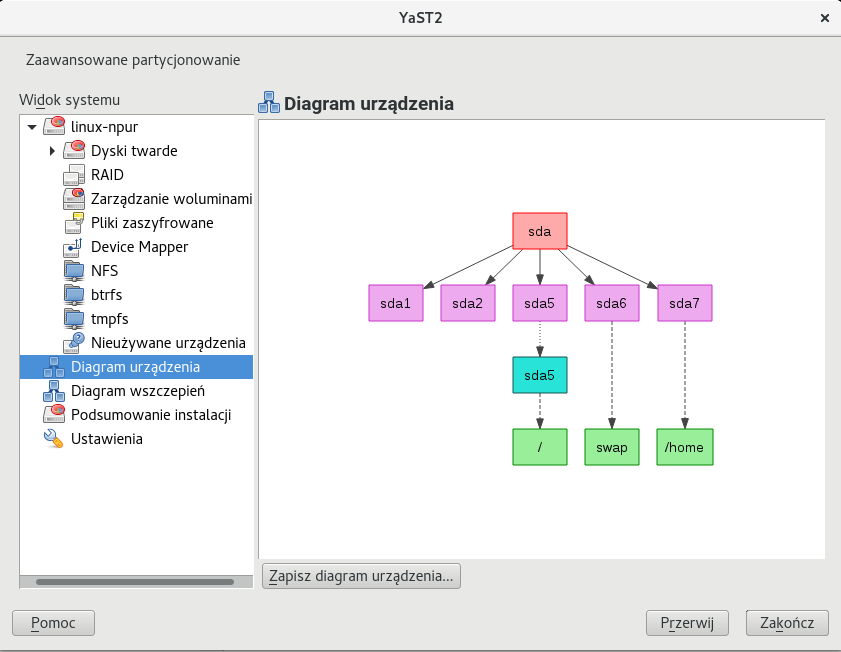 YaST2
Zaawansowane partycjonowanie
Widok systemu
linux-npur
Dyski twarde
RAID
Zarządzanie woluminami
Pliki zaszyfrowane
Device Mapper
NFS
btrfs
tmpfs
Nieużywane urządzenia
Diagram urządzenia
Diagram wszczepień
Podsumowanie instalacji
Ustawienia
Diagram urządzenia
sda
sda1 sda2 sda5 sda6 sda7
sda5
/ swap /home
Zapisz diagram urządzenia...
Pomoc Przerwij Zakończ